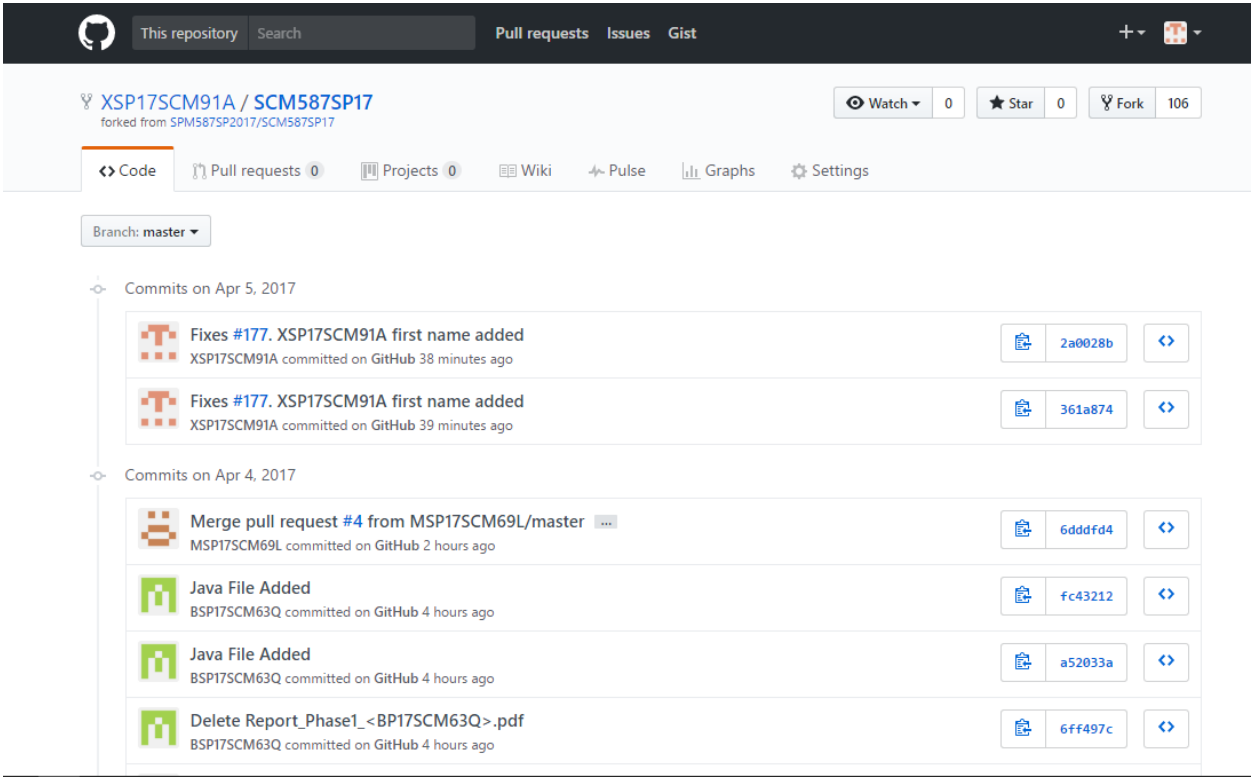 This repository Search Pull requests Issues Gist
XSP17SCM91A / SCM587SP17 Watch 0 Star 0 Fork 106
forked from SPM587SP2017/SCM587SP17
Code Pull requests 0 Projects 0 Wiki Pulse Graphs Settings
Branch: master
Commits on Apr 5, 2017
Fixes #177. XSP17SCM91A first name added
XSP17SCM91A committed on GitHub 38 minutes ago
2a0028b
Fixes #177. XSP17SCM91A first name added
XSP17SCM91A committed on GitHub 39 minutes ago
361a874
Commits on Apr 4, 2017
Merge pull request #4 from MSP17SCM69L/master ...
MSP17SCM69L committed on GitHub 2 hours ago
6dddfd4
Java File Added
BSP17SCM63Q committed on GitHub 4 hours ago
fc43212
Java File Added
BSP17SCM63Q committed on GitHub 4 hours ago
a52033a
Delete Report_Phase1_<BP17SCM63Q>.pdf
BSP17SCM63Q committed on GitHub 4 hours ago
6ff497c